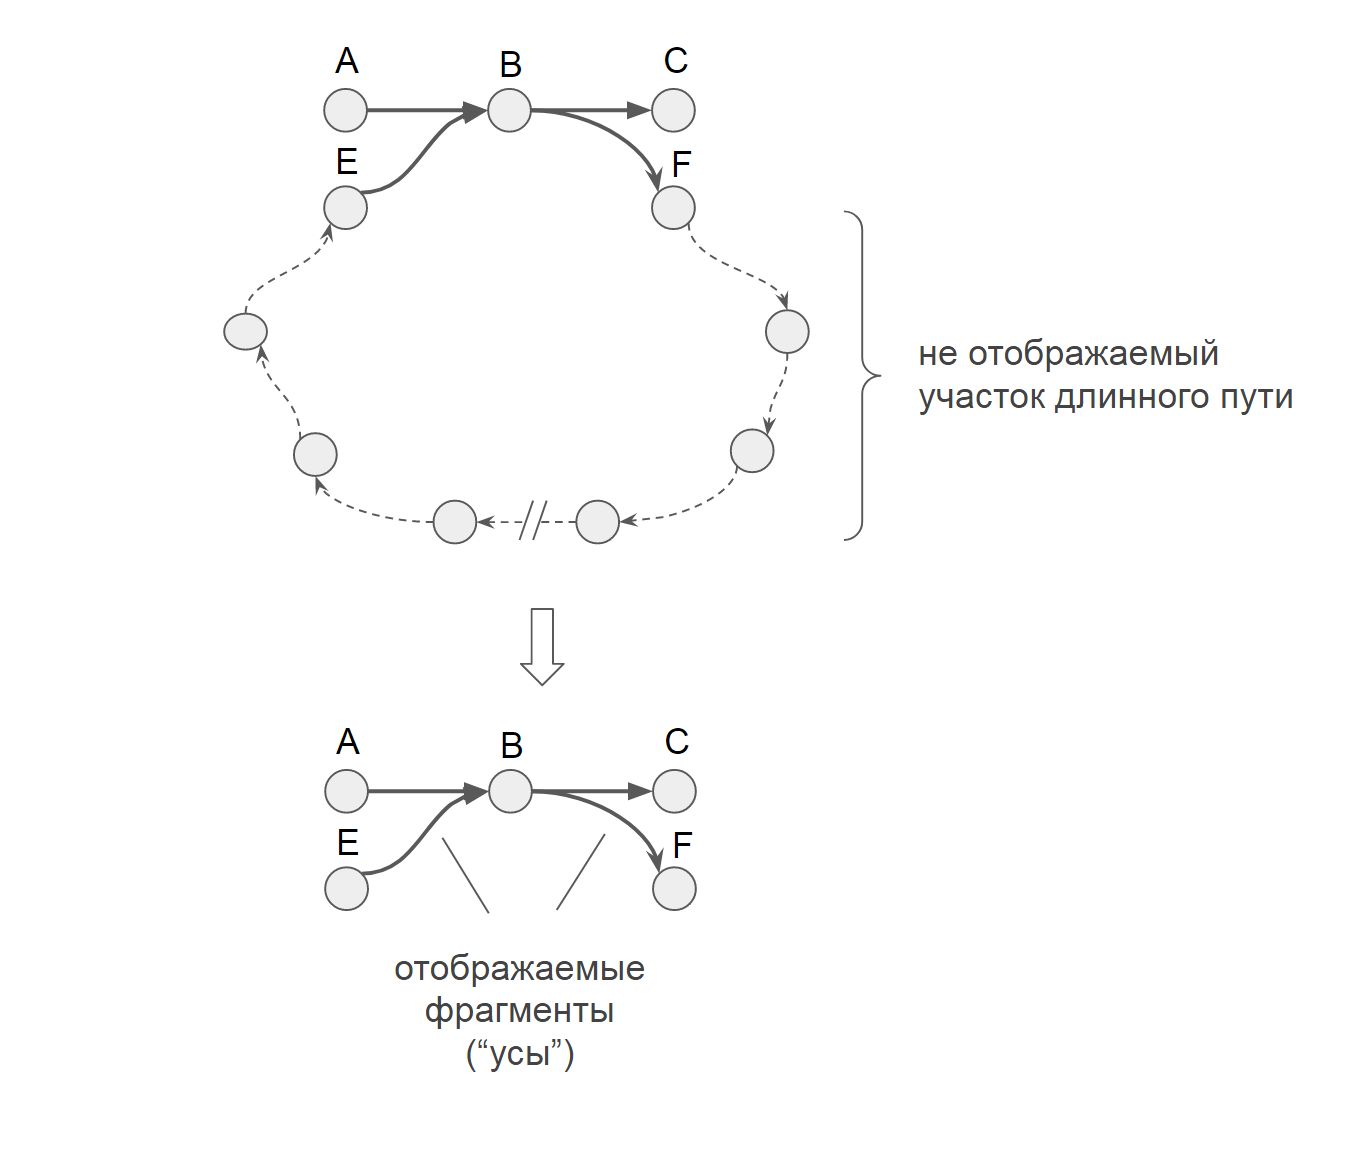 A
B
C
E
F
не отображаемый
участок длинного пути
A
B
C
E
F
отображаемые
фрагменты
(“усы”)